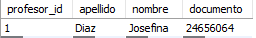 profesor_id apellido nombre documento
1 Diaz Josefina 24656064